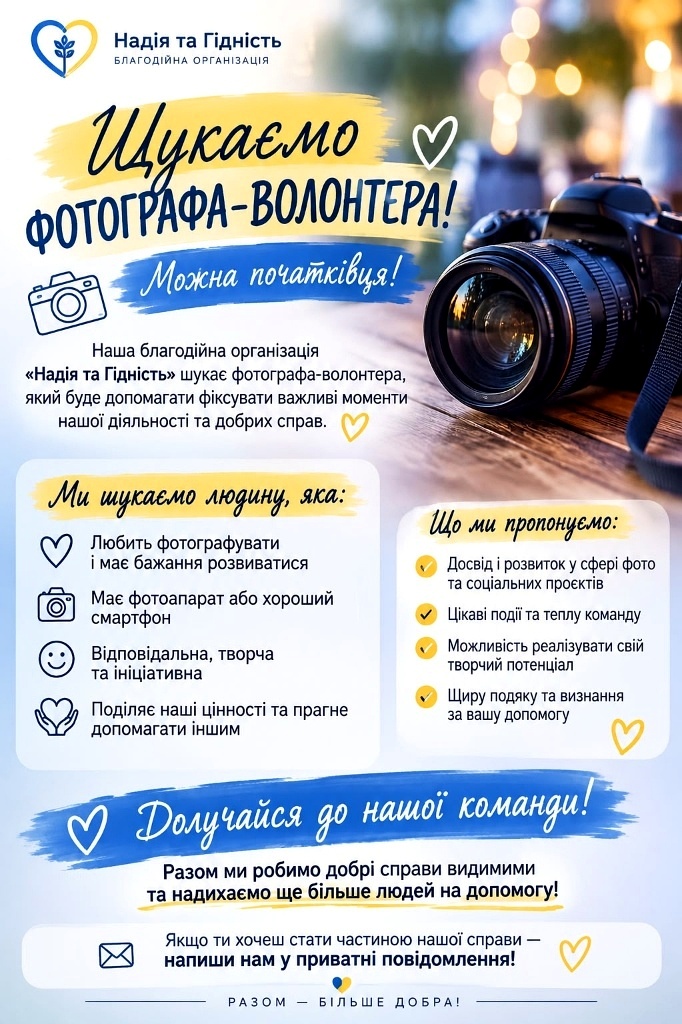 Надія та Гідність
БЛАГОДІЙНА ОРГАНІЗАЦІЯ
Щукаємо
ФОТОГРАФА-ВОЛОНТЕРА!
Можна початківця!
Наша благодійна організація
«Надія та Гідність» шукає фотографа-волонтера,
який буде допомагати фіксувати важливі моменти
нашої діяльності та добрих справ.
Ми шукаємо людину, яка:
Любить фотографувати
і має бажання розвиватися
Має фотоапарат або хороший
смартфон
Відповідальна, творча
та ініціативна
Поділяє наші цінності та прагне
допомагати іншим
Що ми пропонуємо:
Досвід і розвиток у сфері фото
та соціальних проєктів
Цікаві події та теплу команду
Можливість реалізувати свій
творчий потенціал
Щиру подяку та визнання
за вашу допомогу
Долучайся до нашої команди!
Разом ми робимо добрі справи видимими
та надихаємо ще більше людей на допомогу!
Якщо ти хочеш стати частиною нашої справи —
напиши нам у приватні повідомлення!
РАЗОМ — БІЛЬШЕ ДОБРА!